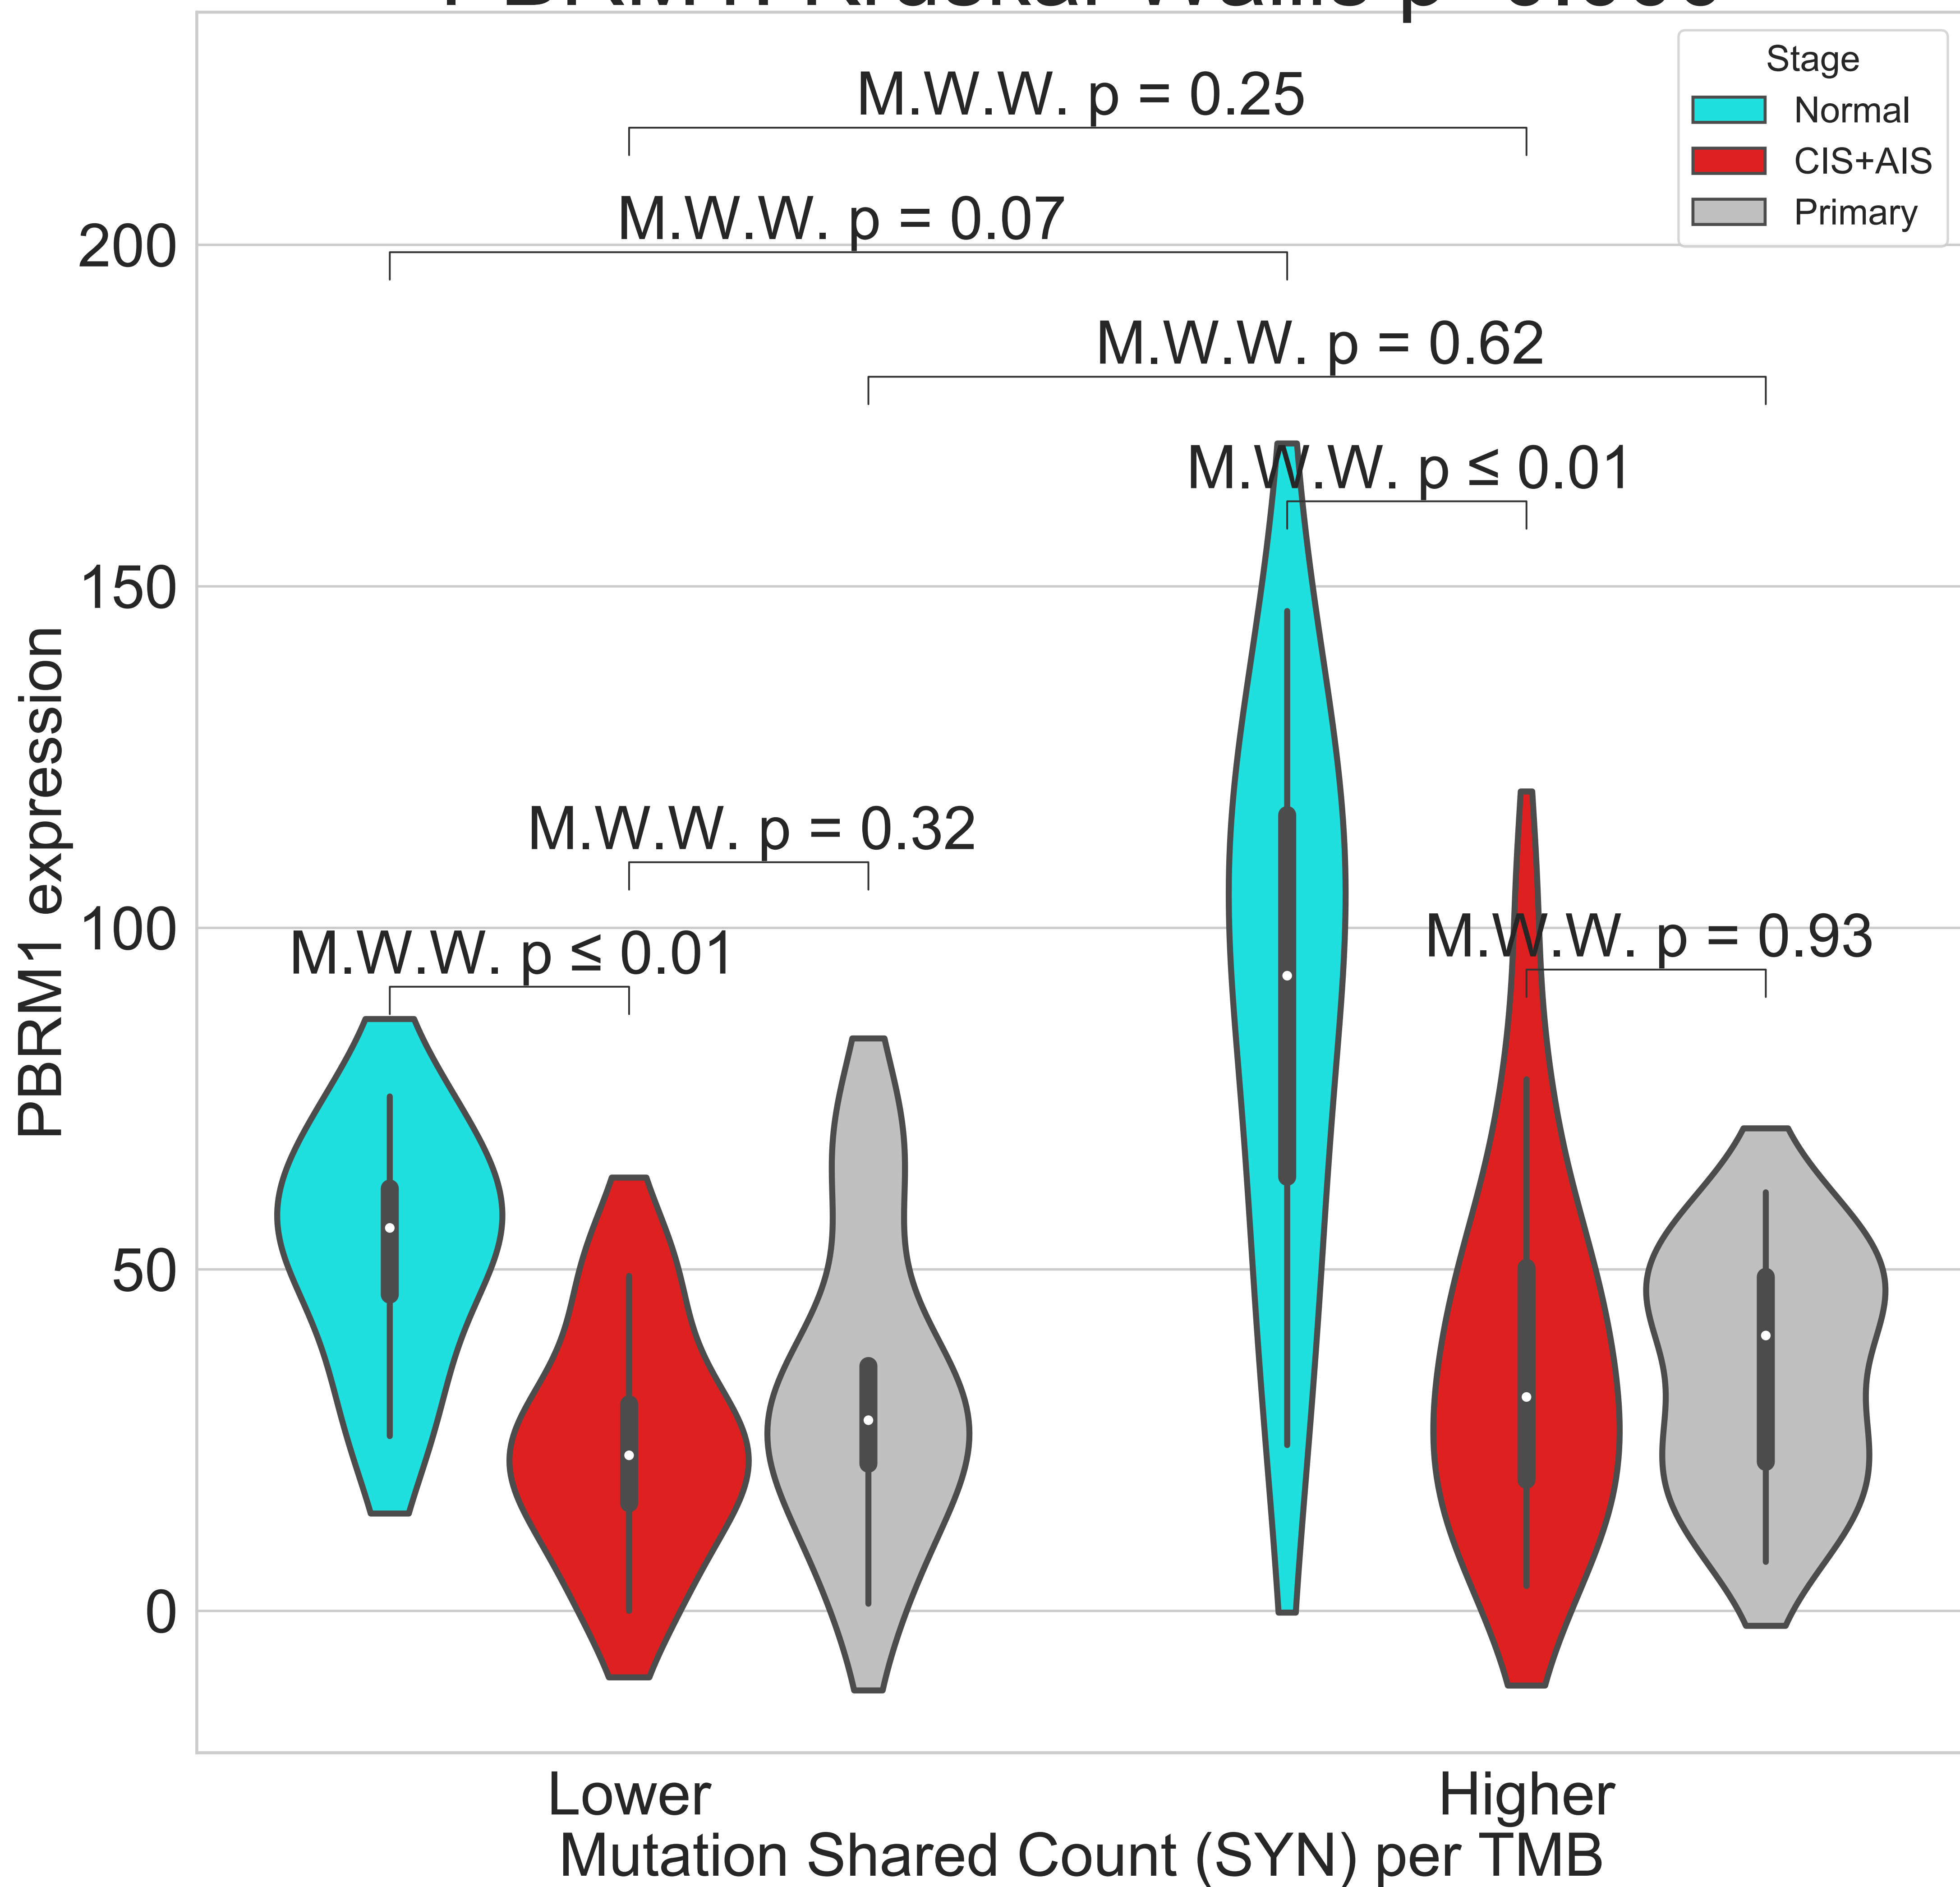 Stage
Normal
CIS+AIS
Primary
M.W.W. p = 0.25
M.W.W. p = 0.07
M.W.W. p = 0.62
M.W.W. p ≤ 0.01
M.W.W. p = 0.32
M.W.W. p = 0.93
M.W.W. p ≤ 0.01
200
150
100
50
0
PBRM1 expression
Lower
Higher
Mutation Shared Count (SYN) per TMB